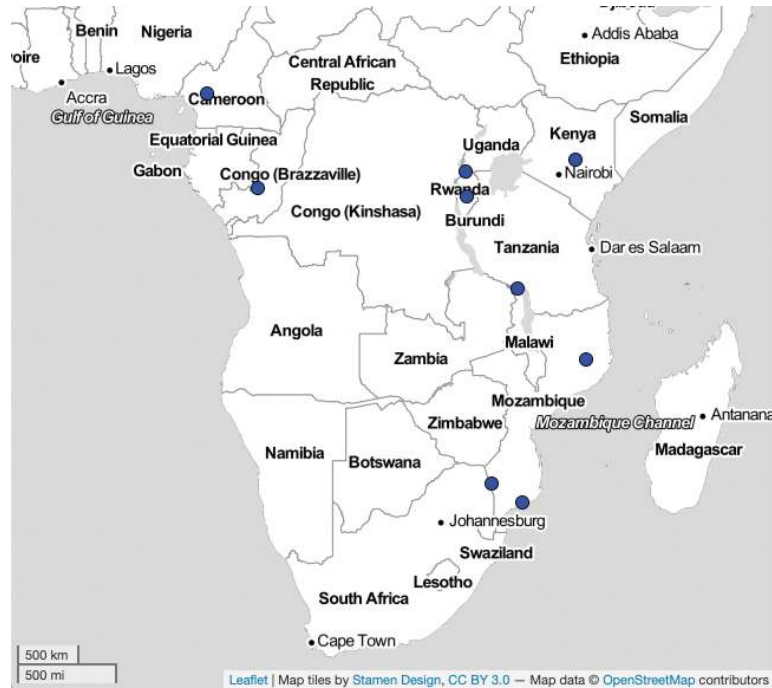 Benin
Nigeria
Addis Ababa
Ethiopia
Central African
Republic
Lagos
Cameroon
Accra
Gulf of Guinea
Somalia
Equatorial Guinea
Uganda
Kenya
Gabon
Congo (Brazzaville)
Nairobi
Rwanda
Congo (Kinshasa)
Burundi
Tanzania
Dar es Salaam
Angola
Malawi
Zambia
Mozambique
Zimbabwe
Mozambique Channel
Antanana
Madagascar
Namibia
Botswana
Johannesburg
Swaziland
Lesotho
South Africa
Cape Town
500 km
500 mi
Leaflet | Map tiles by Stamen Design, CC BY 3.0 — Map data © OpenStreetMap contributors